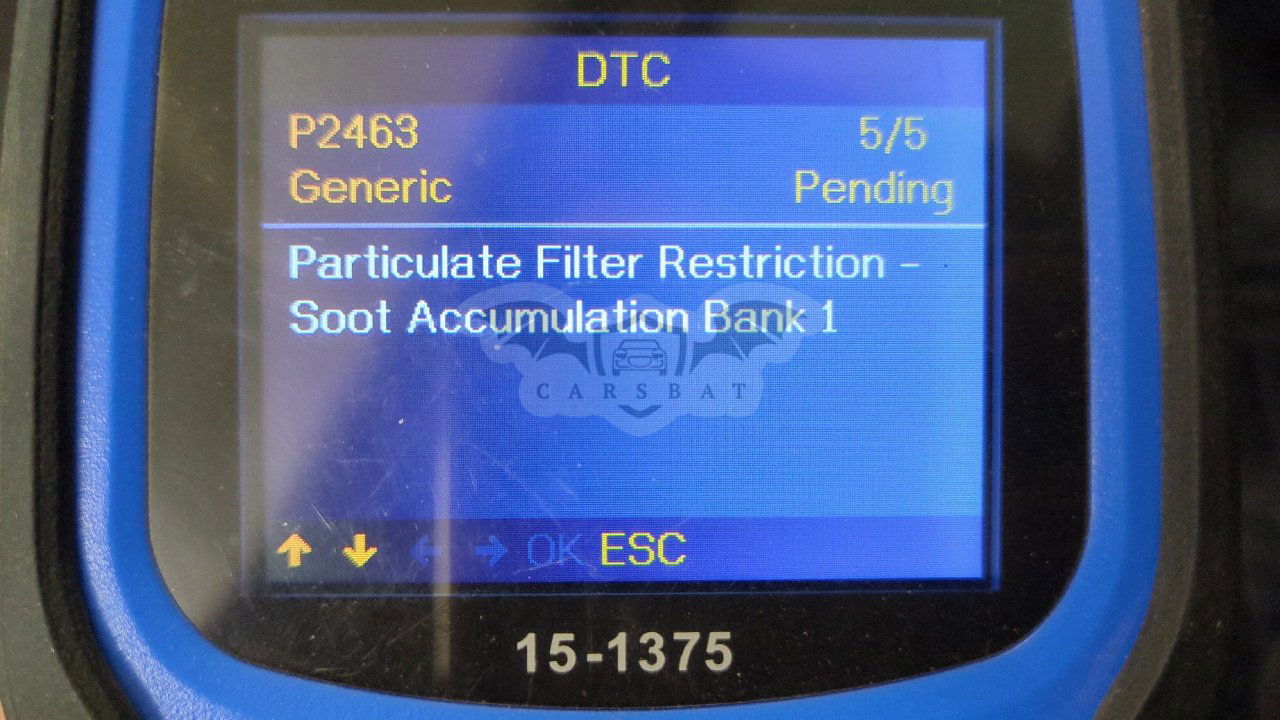 DTC
P2463 5/5
Generic Pending
Particulate Filter Restriction -
Soot Accumulation Bank 1
CARSBAT
OK ESC
15-1375